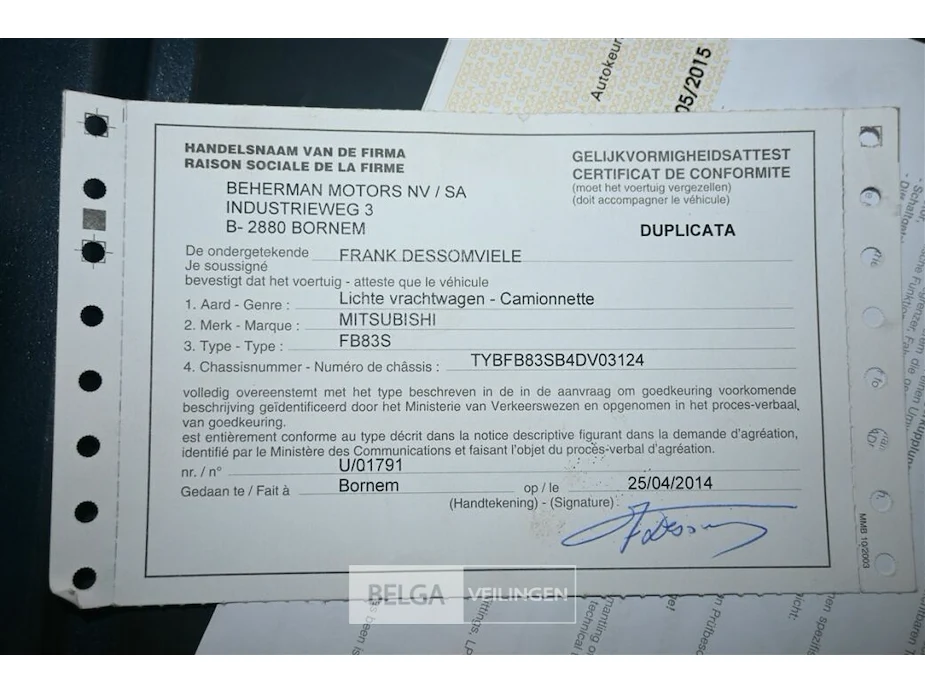 Autokeur
05/2015
HANDELSNAAM VAN DE FIRMA
RAISON SOCIALE DE LA FIRME
BEHERMAN MOTORS NV / SA
INDUSTRIEWEG 3
B- 2880 BORNEM
GELIJKVORMIGHEIDSATTEST
CERTIFICAT DE CONFORMITE
(moet het voertuig vergezellen)
(doit accompagner le véhicule)
DUPLICATA
De ondergetekende FRANK DESSOMVIELE
Je soussigné
bevestigt dat het voertuig - atteste que le véhicule
1. Aard - Genre : Lichte vrachtwagen - Camionnette
2. Merk - Marque : MITSUBISHI
3. Type - Type : FB83S
4. Chassisnummer - Numéro de châssis : TYBFB83SB4DV03124
volledig overeenstemt met het type beschreven in de in de aanvraag om goedkeuring voorkomende
beschrijving geïdentificeerd door het Ministerie van Verkeerswezen en opgenomen in het proces-verbaal,
van goedkeuring.
est entièrement conforme au type décrit dans la notice descriptive figurant dans la demande d'agréation,
identifié par le Ministère des Communications et faisant l'objet du procès-verbal d'agréation.
nr. / n° U/01791
Gedaan te / Fait à Bornem op / le 25/04/2014
(Handtekening) - (Signature) :
MMB 10/2003
BELGA VEILINGEN